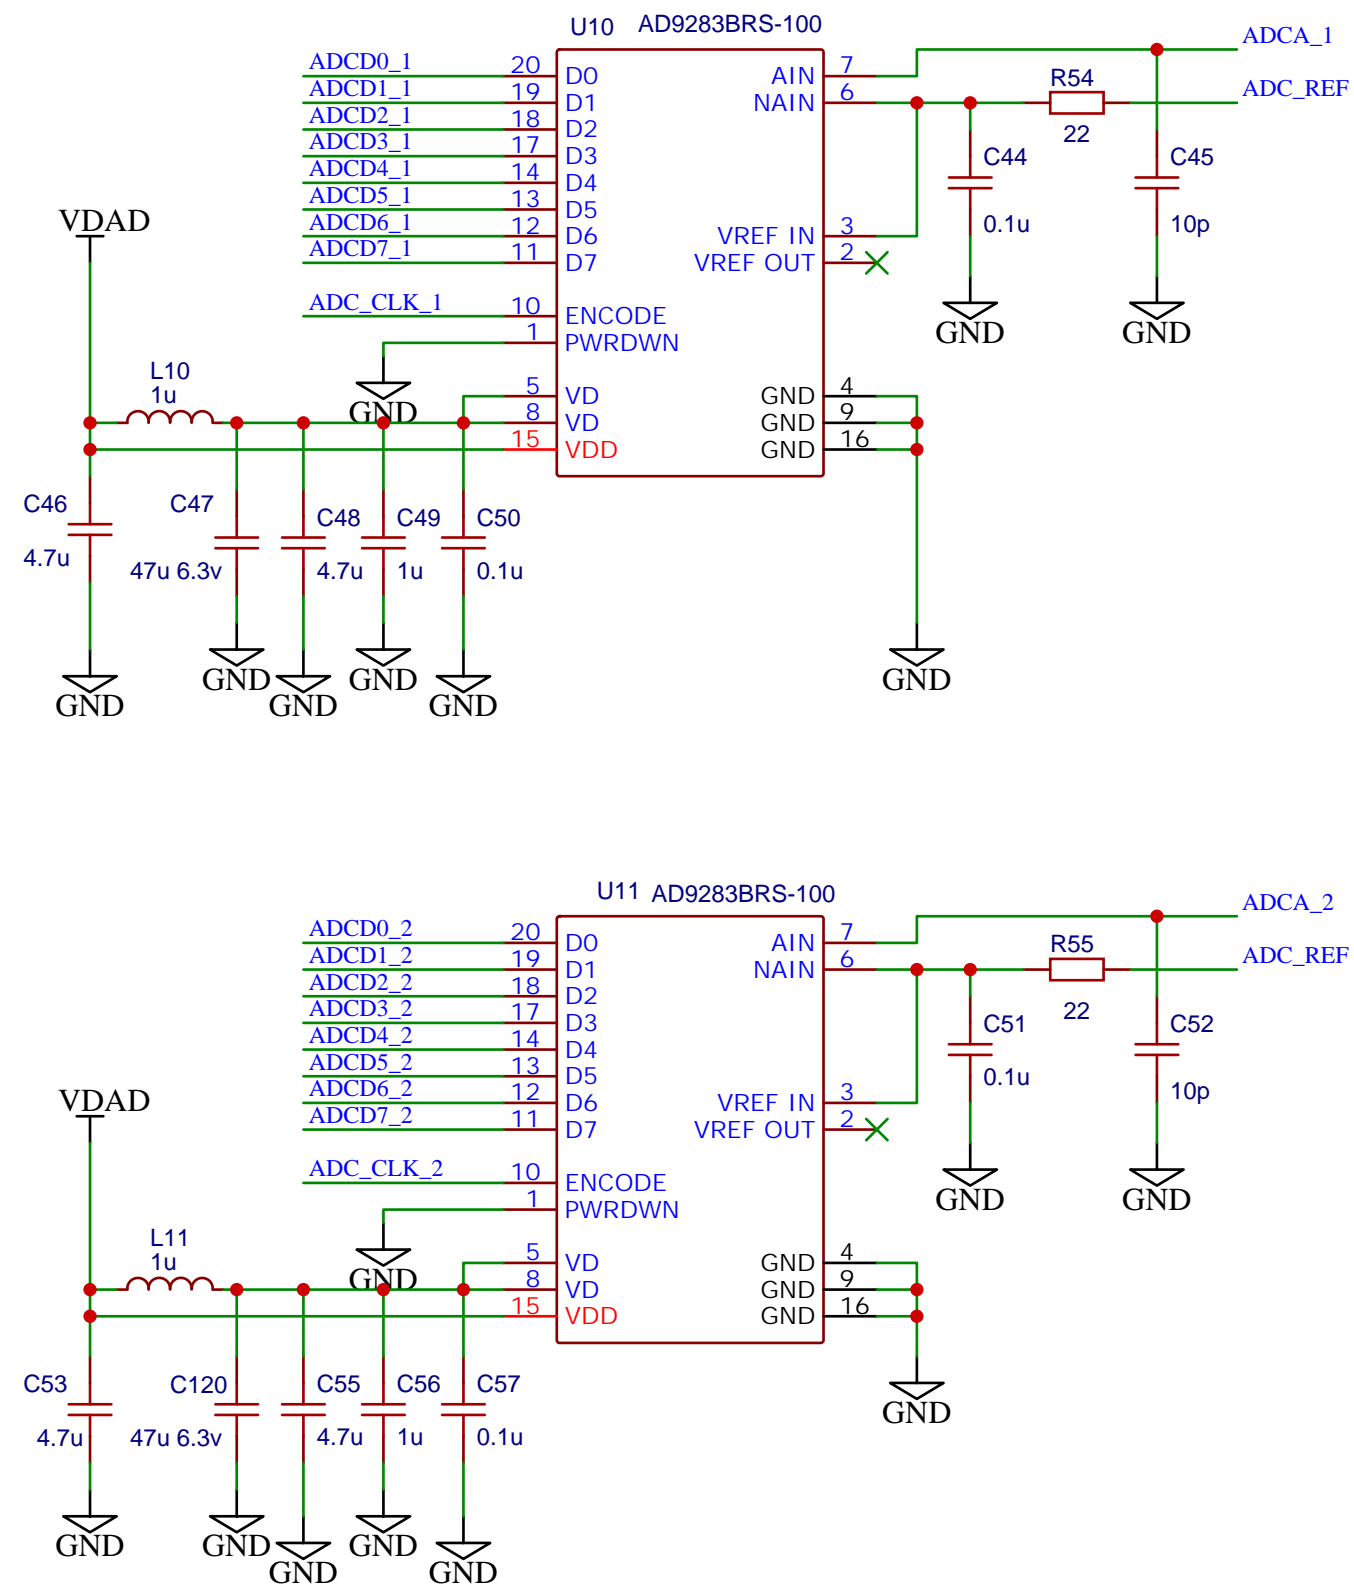 U10 AD9283BRS-100
ADCD0_1 20 D0 AIN 7 ADCA_1
ADCD1_1 19 D1 NAIN 6 R54 22 ADC_REF
ADCD2_1 18 D2
ADCD3_1 17 D3 C44 C45
ADCD4_1 14 D4
ADCD5_1 13 D5 0.1u 10p
VDAD
ADCD6_1 12 D6 VREF IN 3
ADCD7_1 11 D7 VREF OUT 2
ADC_CLK_1 10 ENCODE
1 PWRDWN
GND GND
L10
1u
GND
5 VD GND 4
8 VD GND 9
15 VDD GND 16
C46 C47 C48 C49 C50
4.7u 47u 6.3v 4.7u 1u 0.1u
GND GND GND GND GND GND
U11 AD9283BRS-100
ADCD0_2 20 D0 AIN 7 ADCA_2
ADCD1_2 19 D1 NAIN 6 R55 22 ADC_REF
ADCD2_2 18 D2
ADCD3_2 17 D3 C51 C52
ADCD4_2 14 D4
ADCD5_2 13 D5 0.1u 10p
VDAD
ADCD6_2 12 D6 VREF IN 3
ADCD7_2 11 D7 VREF OUT 2
ADC_CLK_2 10 ENCODE
1 PWRDWN
GND GND
L11
1u
GND
5 VD GND 4
8 VD GND 9
15 VDD GND 16
C53 C120 C55 C56 C57
4.7u 47u 6.3v 4.7u 1u 0.1u
GND
GND GND GND GND GND